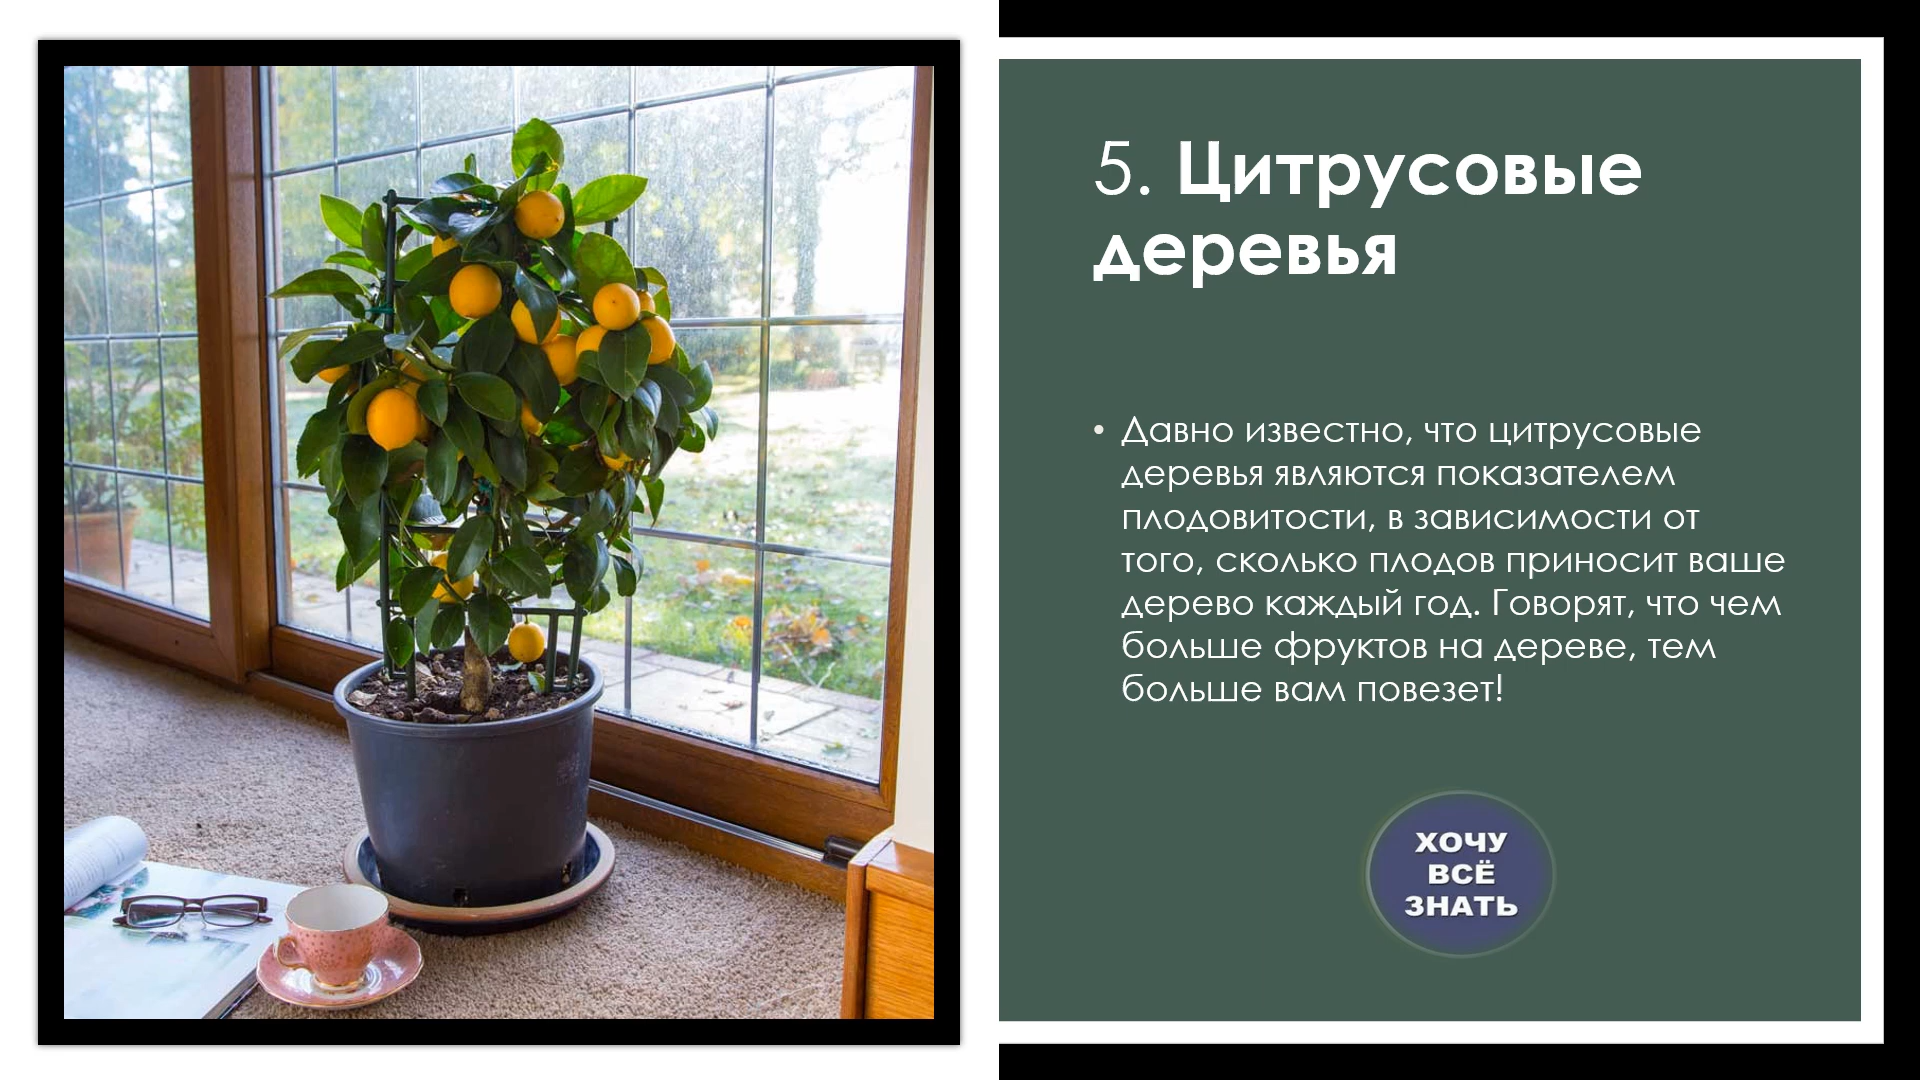 5. Цитрусовые
деревья
• Давно известно, что цитрусовые
деревья являются показателем
плодовитости, в зависимости от
того, сколько плодов приносит ваше
дерево каждый год. Говорят, что чем
больше фруктов на дереве, тем
больше вам повезет!
ХОЧУ
ВСЁ
ЗНАТЬ